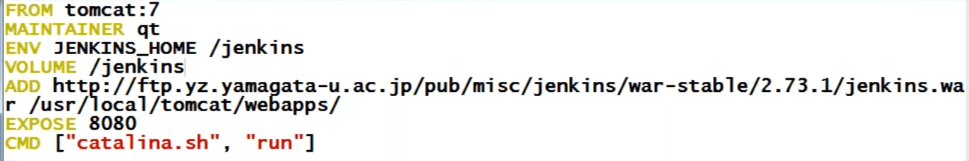 FROM tomcat:7
MAINTAINER qt
ENV JENKINS_HOME /jenkins
VOLUME /jenkins
ADD http://ftp.yz.yamagata-u.ac.jp/pub/misc/jenkins/war-stable/2.73.1/jenkins.wa
r /usr/local/tomcat/webapps/
EXPOSE 8080
CMD ["catalina.sh", "run"]